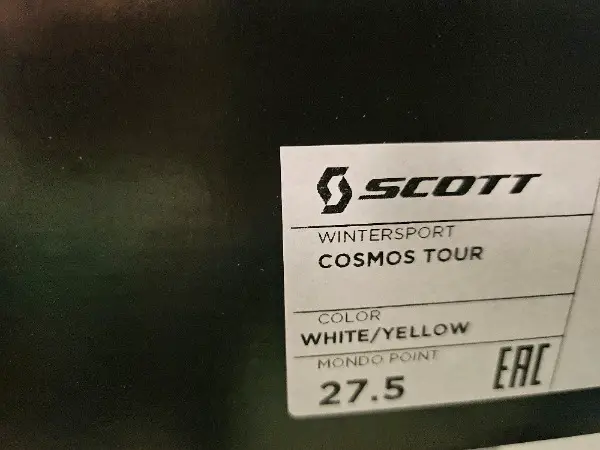 SCOTT
WINTERSPORT
COSMOS TOUR
COLOR
WHITE/YELLOW
MONDO POINT
27.5
EAC